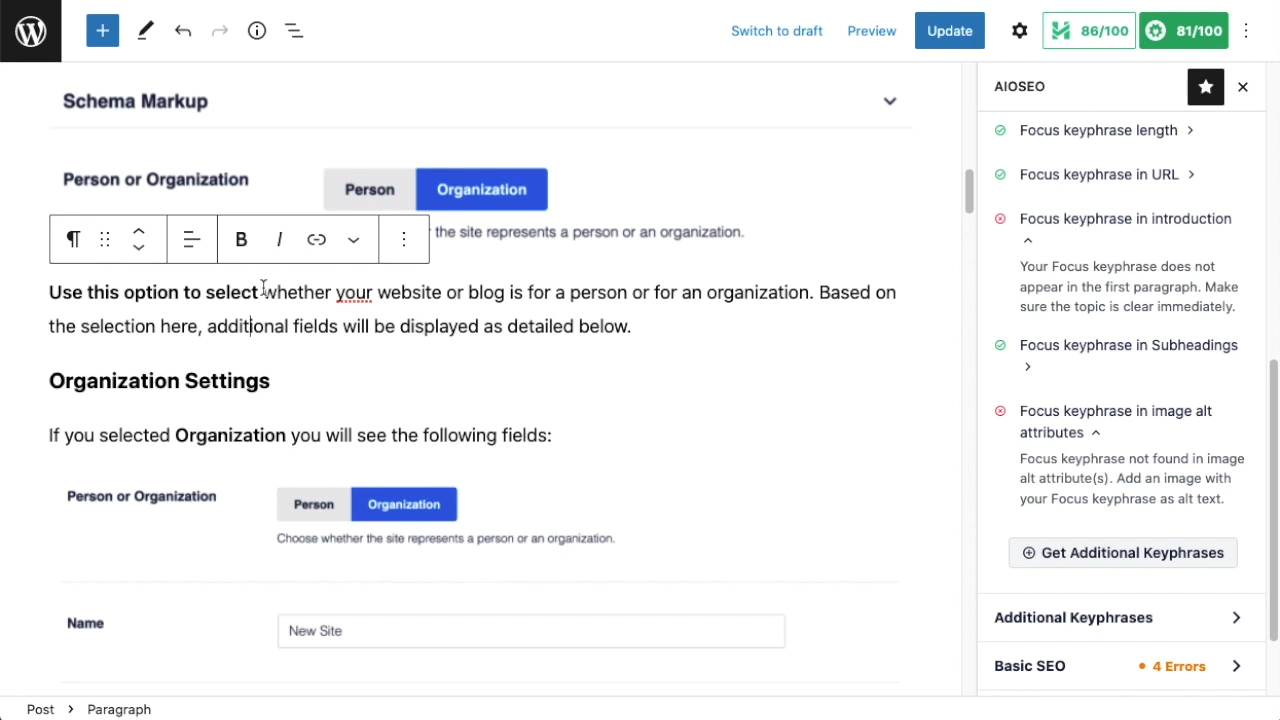 Switch to draft
Preview
Update
86/100
81/100
Schema Markup
AIOSEO
Focus keyphrase length
Person or Organization
Person
Organization
Focus keyphrase in URL
Focus keyphrase in introduction
the site represents a person or an organization.
Your Focus keyphrase does not
appear in the first paragraph. Make
sure the topic is clear immediately.
B I
Use this option to select whether your website or blog is for a person or for an organization. Based on
the selection here, additional fields will be displayed as detailed below.
Focus keyphrase in Subheadings
Organization Settings
Focus keyphrase in image alt
attributes
If you selected Organization you will see the following fields:
Focus keyphrase not found in image
alt attribute(s). Add an image with
your Focus keyphrase as alt text.
Person or Organization
Person
Organization
Choose whether the site represents a person or an organization.
Get Additional Keyphrases
Name
New Site
Additional Keyphrases
Basic SEO
4 Errors
Post
Paragraph